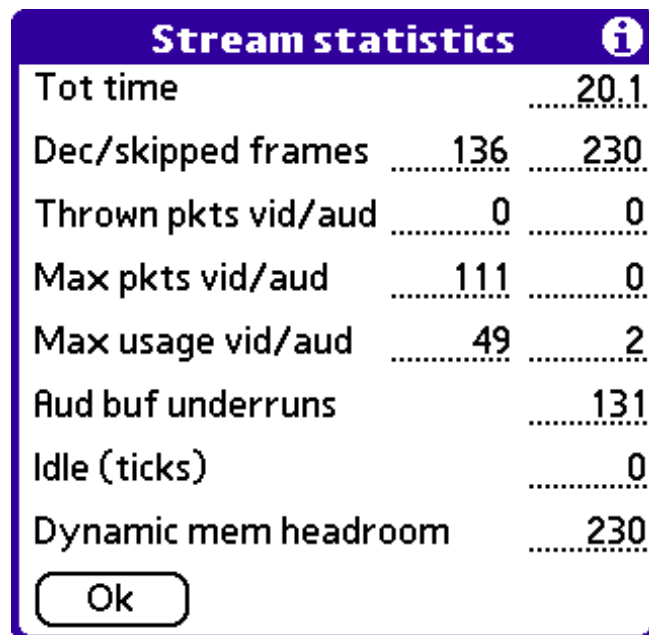 Stream statistics i
Tot time 20.1
Dec/skipped frames 136 230
Thrown pkts vid/aud 0 0
Max pkts vid/aud 111 0
Max usage vid/aud 49 2
Aud buf underruns 131
Idle (ticks) 0
Dynamic mem headroom 230
Ok